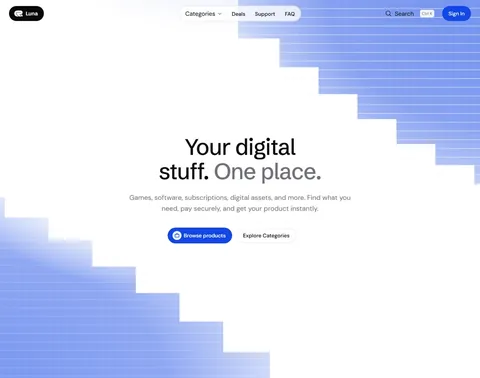 Luna
Categories
Deals
Support
FAQ
Search
Ctrl K
Sign in
Your digital
stuff. One place.
Games, software, subscriptions, digital assets, and more. Find what you
need, pay securely, and get your product instantly.
Browse products
Explore Categories